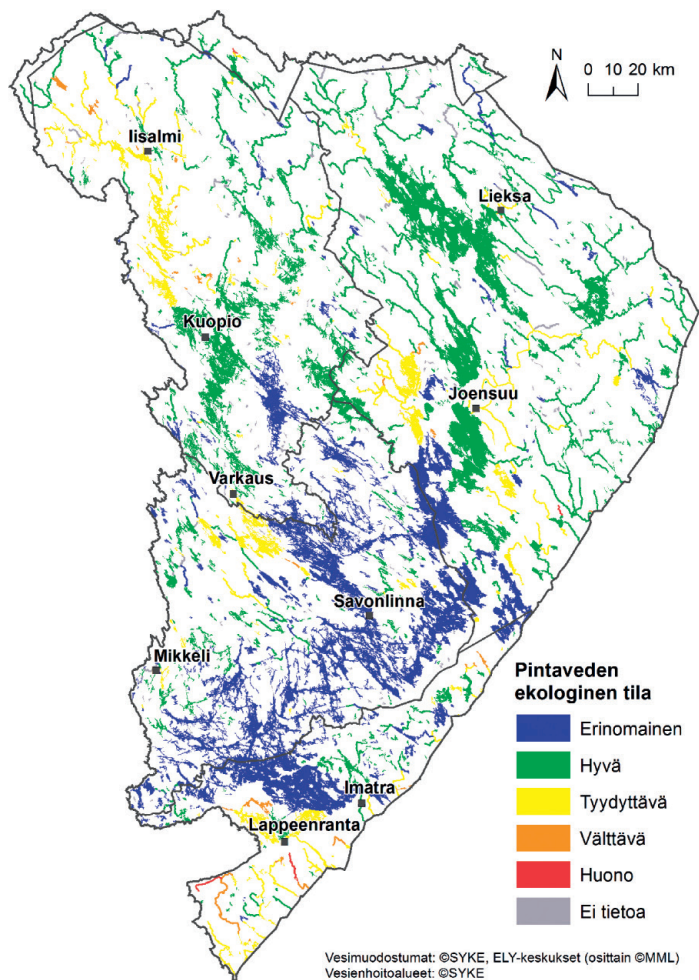 N
0 10 20 km
Iisalmi
Lieksa
Kuopio
Joensuu
Varkaus
Savonlinna
Mikkeli
Imatra
Lappeenranta
Pintaveden
ekologinen tila
Erinomainen
Hyvä
Tyydyttävä
Välttävä
Huono
Ei tietoa
Vesimuodostumat: ©SYKE, ELY-keskukset (osittain ©MML)
Vesienhoitoalueet: ©SYKE